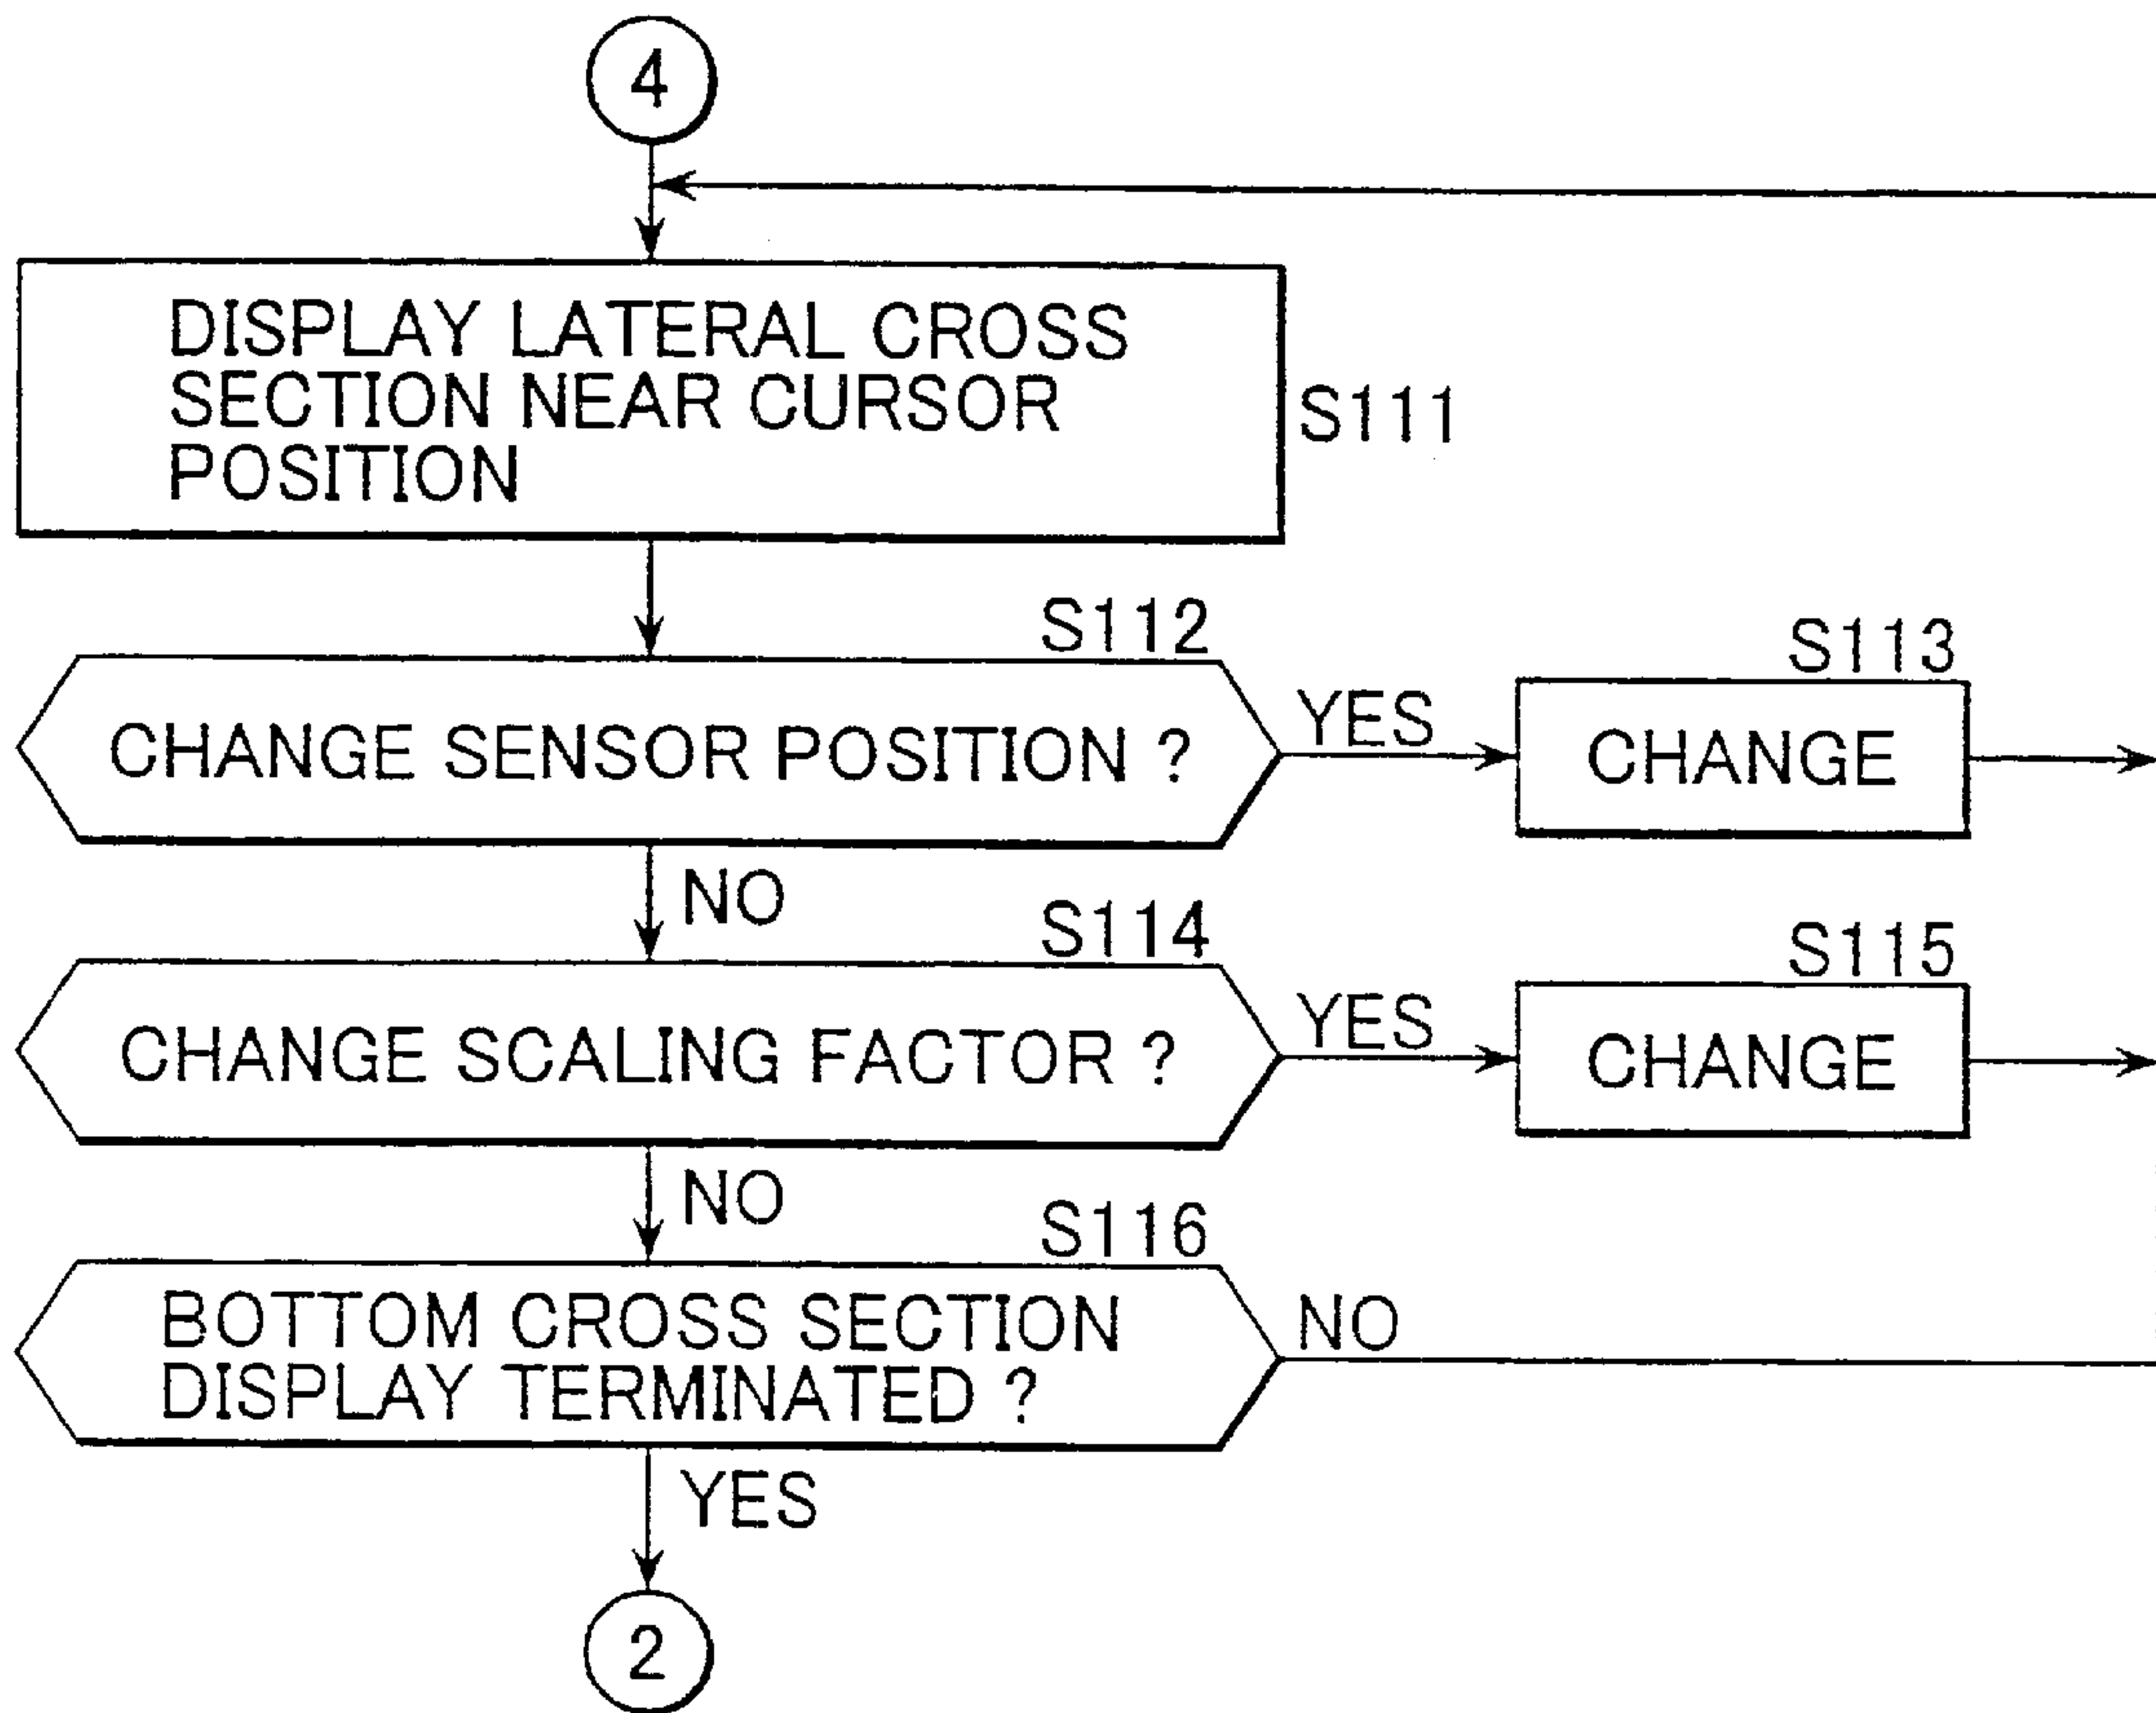 4
DISPLAY LATERAL CROSS
SECTION NEAR CURSOR
POSITION
S111
S112
CHANGE SENSOR POSITION ?
YES
S113
CHANGE
NO
S114
CHANGE SCALING FACTOR ?
YES
S115
CHANGE
NO
S116
BOTTOM CROSS SECTION
DISPLAY TERMINATED ?
NO
YES
2